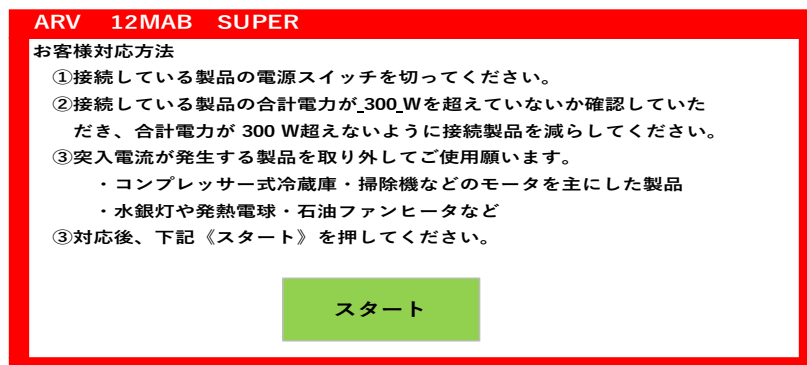 ARV 12MAB SUPER
お客様対応方法
①接続している製品の電源スイッチを切ってください。
②接続している製品の合計電力が 300 Wを超えていないか確認していた
だき、合計電力が 300 W超えないように接続製品を減らしてください。
③突入電流が発生する製品を取り外してご使用願います。
・コンプレッサー式冷蔵庫・掃除機などのモータを主にした製品
・水銀灯や発熱電球・石油ファンヒータなど
③対応後、下記《スタート》を押してください。
スタート